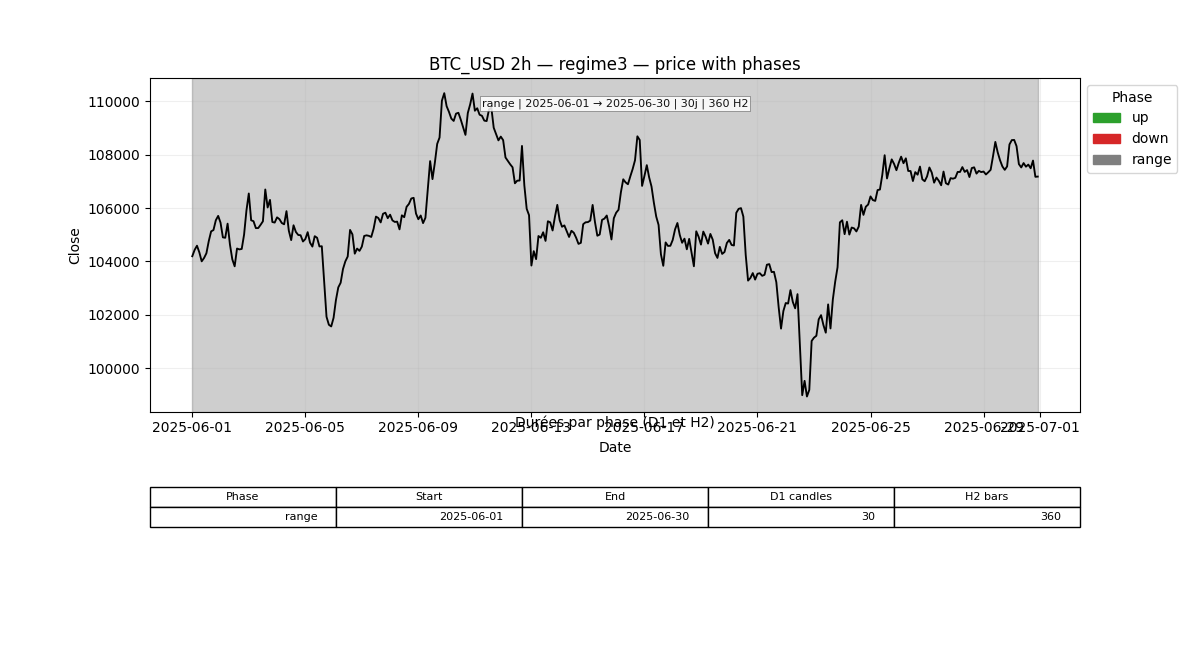 BTC_USD 2h — regime3 — price with phases
110000
108000
106000
104000
102000
100000
Close
range | 2025-06-01 → 2025-06-30 | 30j | 360 H2
Phase
up
down
range
2025-06-01 2025-06-05 2025-06-09 2025-06-13 2025-06-17 2025-06-21 2025-06-25 2025-06-29 2025-07-01
Durées par phase (D1 et H2)
Date
Phase Start End D1 candles H2 bars
range 2025-06-01 2025-06-30 30 360